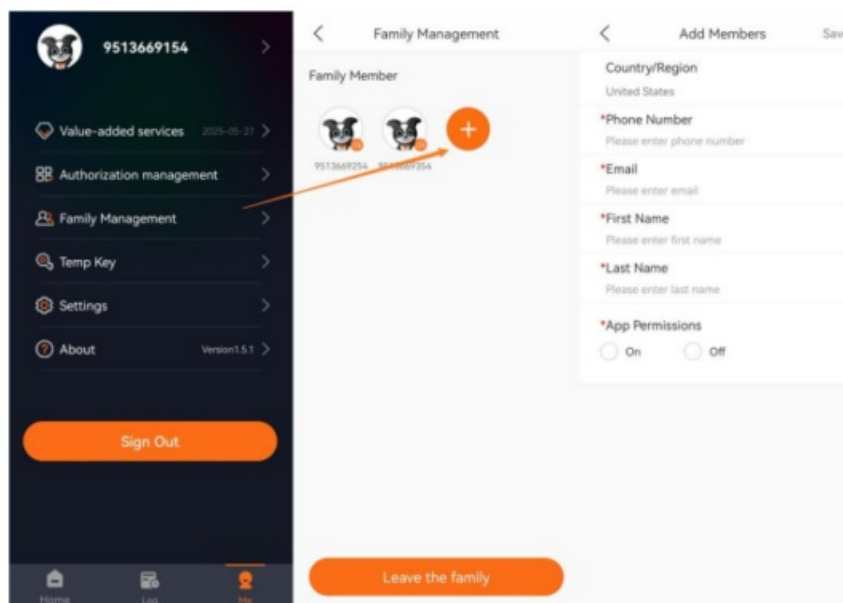 9513669154
Value-added services 2025-05-27
Authorization management
Family Management
Temp Key
Settings
About Version1.5.1
Sign Out
Home Log Me
Family Management
Family Member
9513669254 9513669354
Leave the family
Add Members Sav
Country/Region
United States
*Phone Number
Please enter phone number
*Email
Please enter email
*First Name
Please enter first name
*Last Name
Please enter last name
*App Permissions
On Off